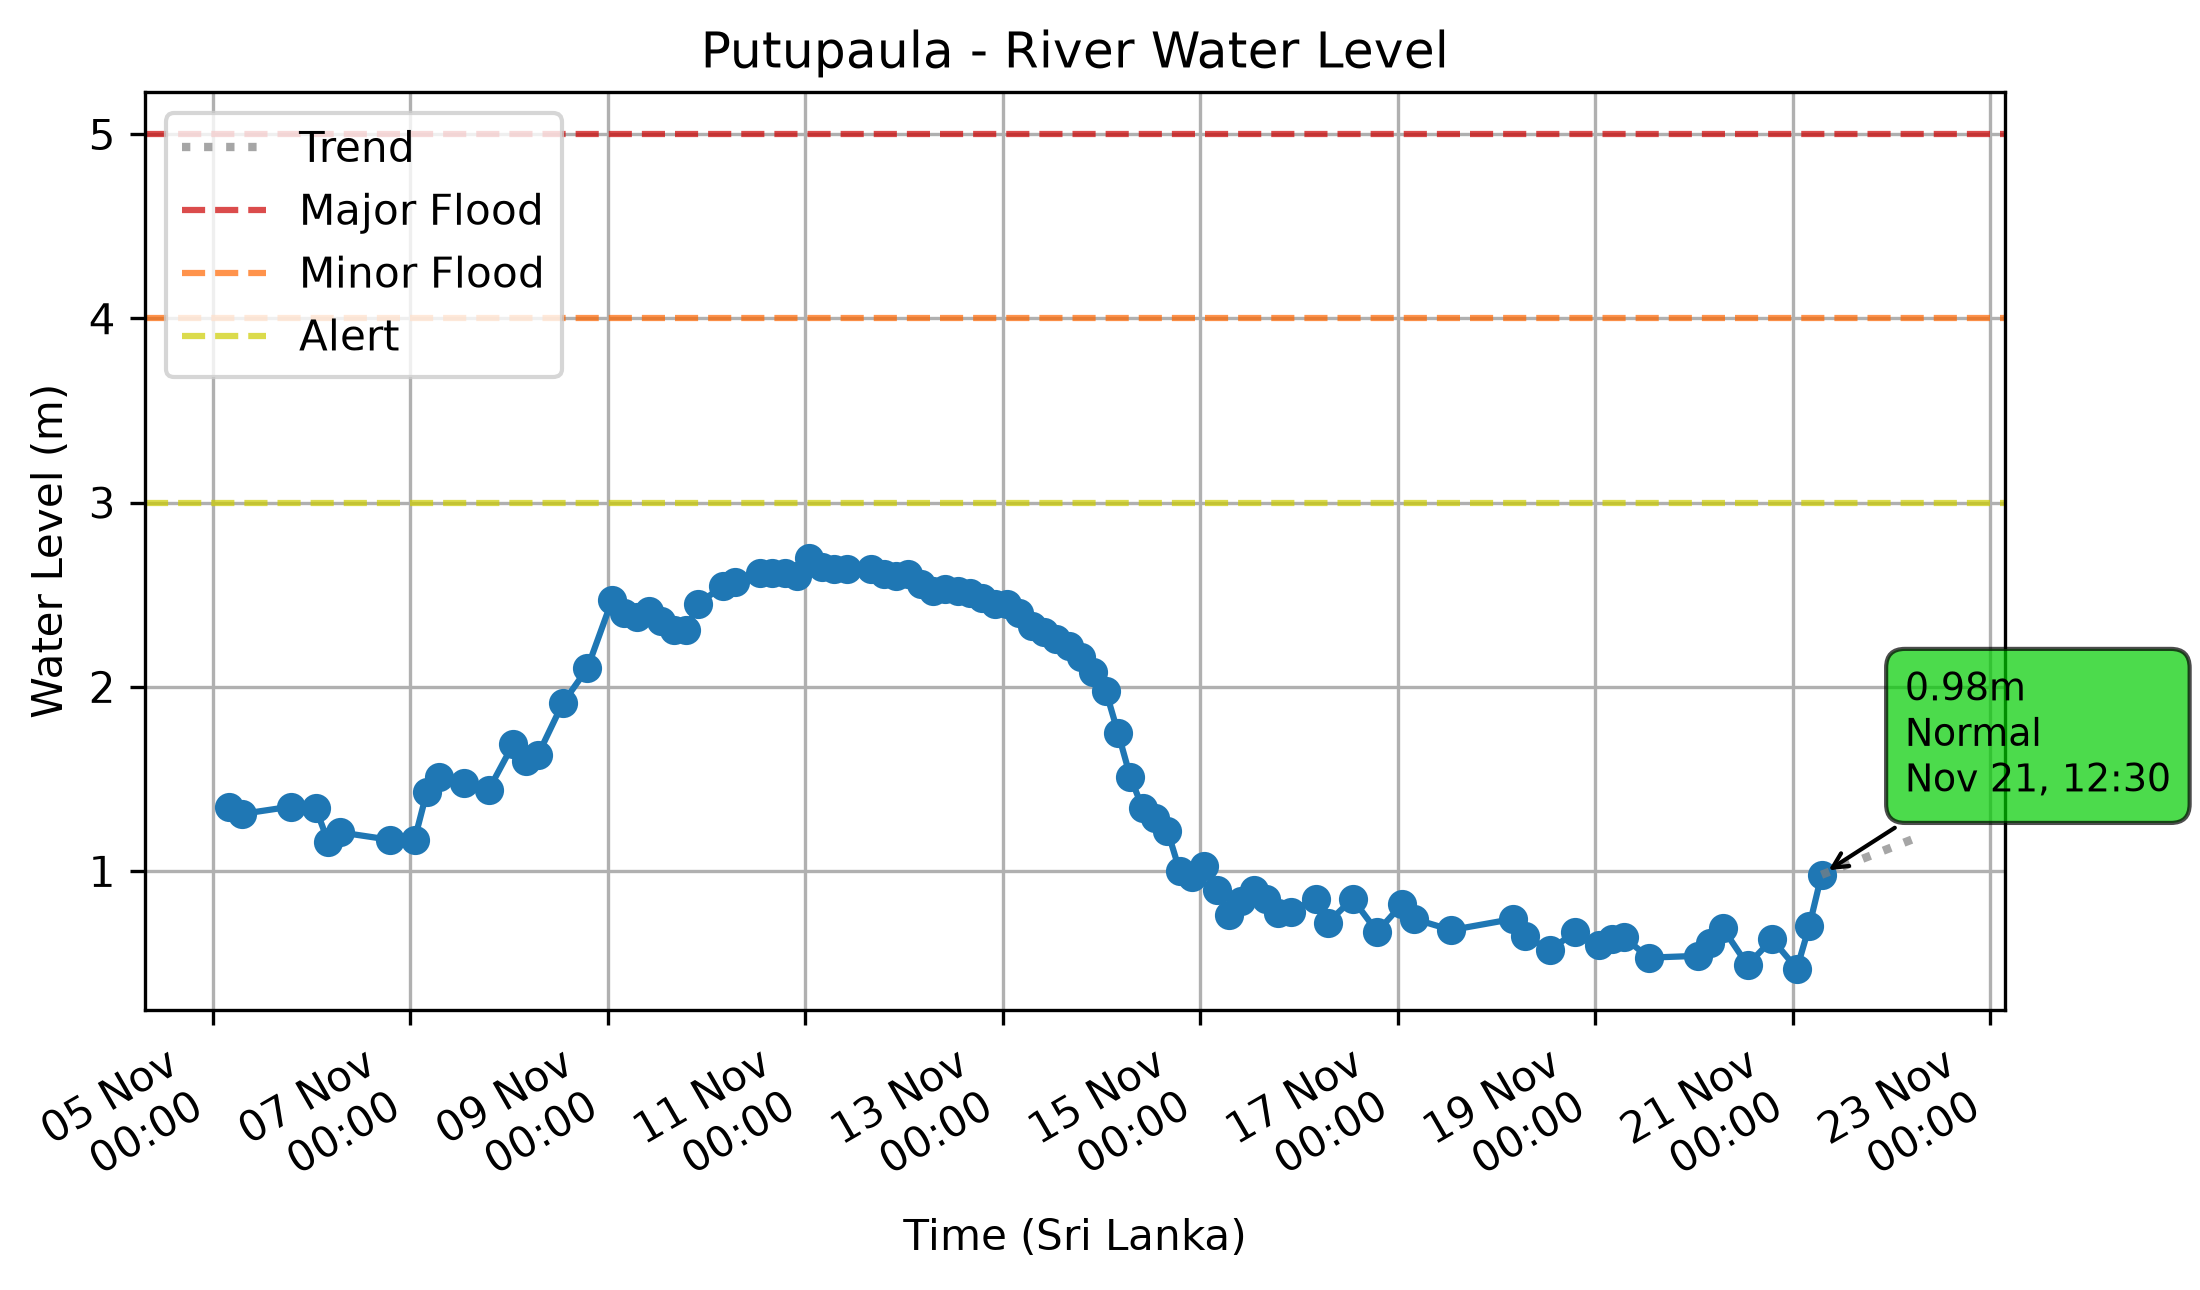 Putupaula - River Water Level
Trend
Major Flood
Minor Flood
Alert
Water Level (m)
5
4
3
2
1
0.98m
Normal
Nov 21, 12:30
05 Nov
00:00
07 Nov
00:00
09 Nov
00:00
11 Nov
00:00
13 Nov
00:00
15 Nov
00:00
17 Nov
00:00
19 Nov
00:00
21 Nov
00:00
23 Nov
00:00
Time (Sri Lanka)